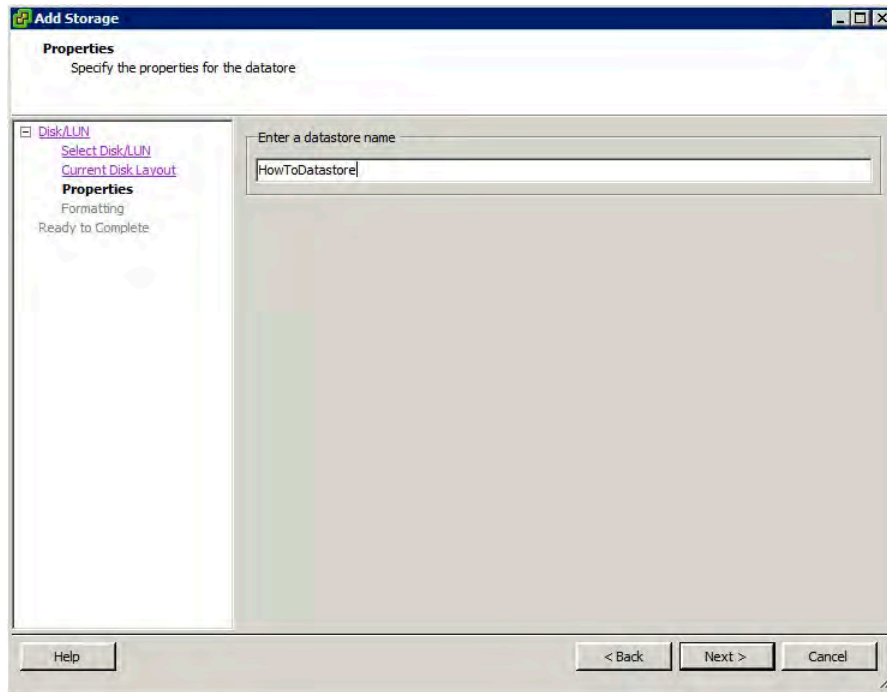 Add Storage
Properties
Specify the properties for the datatore
Disk/LUN
Select Disk/LUN
Current Disk Layout
Properties
Formatting
Ready to Complete
Enter a datastore name
HowToDatastore
Help
< Back
Next >
Cancel